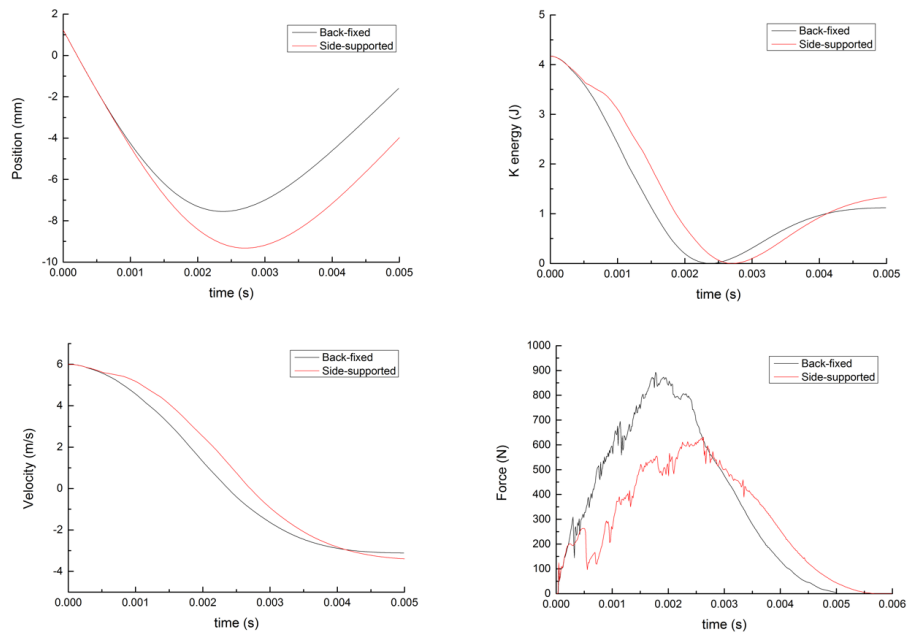 Position (mm)
2
0
-2
-4
-6
-8
-10
0.000 0.001 0.002 0.003 0.004 0.005
time (s)
Back-fixed
Side-supported
K energy (J)
5
4
3
2
1
0
0.000 0.001 0.002 0.003 0.004 0.005
time (s)
Back-fixed
Side-supported
Velocity (m/s)
6
4
2
0
-2
-4
0.000 0.001 0.002 0.003 0.004 0.005
time (s)
Back-fixed
Side-supported
Force (N)
1000
900
800
700
600
500
400
300
200
100
0
0.000 0.001 0.002 0.003 0.004 0.005 0.006
time (s)
Back-fixed
Side-supported